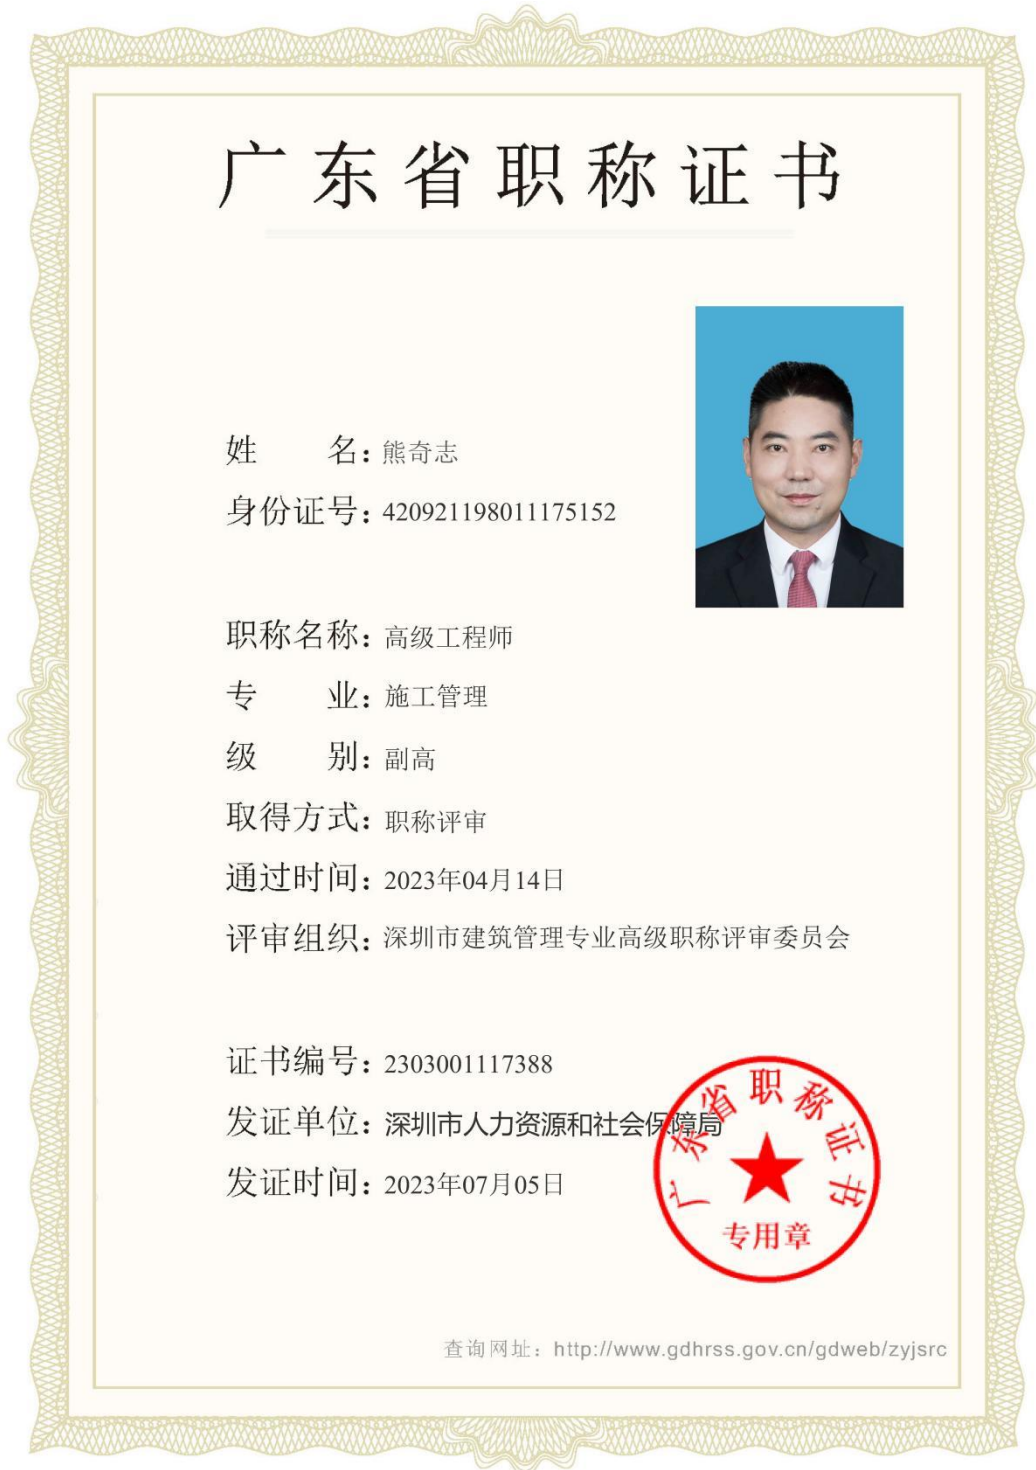 广东省职称证书
姓 名：熊奇志
身份证号：420921198011175152
职称名称：高级工程师
专 业：施工管理
级 别：副高
取得方式：职称评审
通过时间：2023年04月14日
评审组织：深圳市建筑管理专业高级职称评审委员会
证书编号：2303001117388
发证单位：深圳市人力资源和社会保障局
发证时间：2023年07月05日
广东省职称证书
专用章
查询网址：http://www.gdhrss.gov.cn/gdweb/zyjsrc